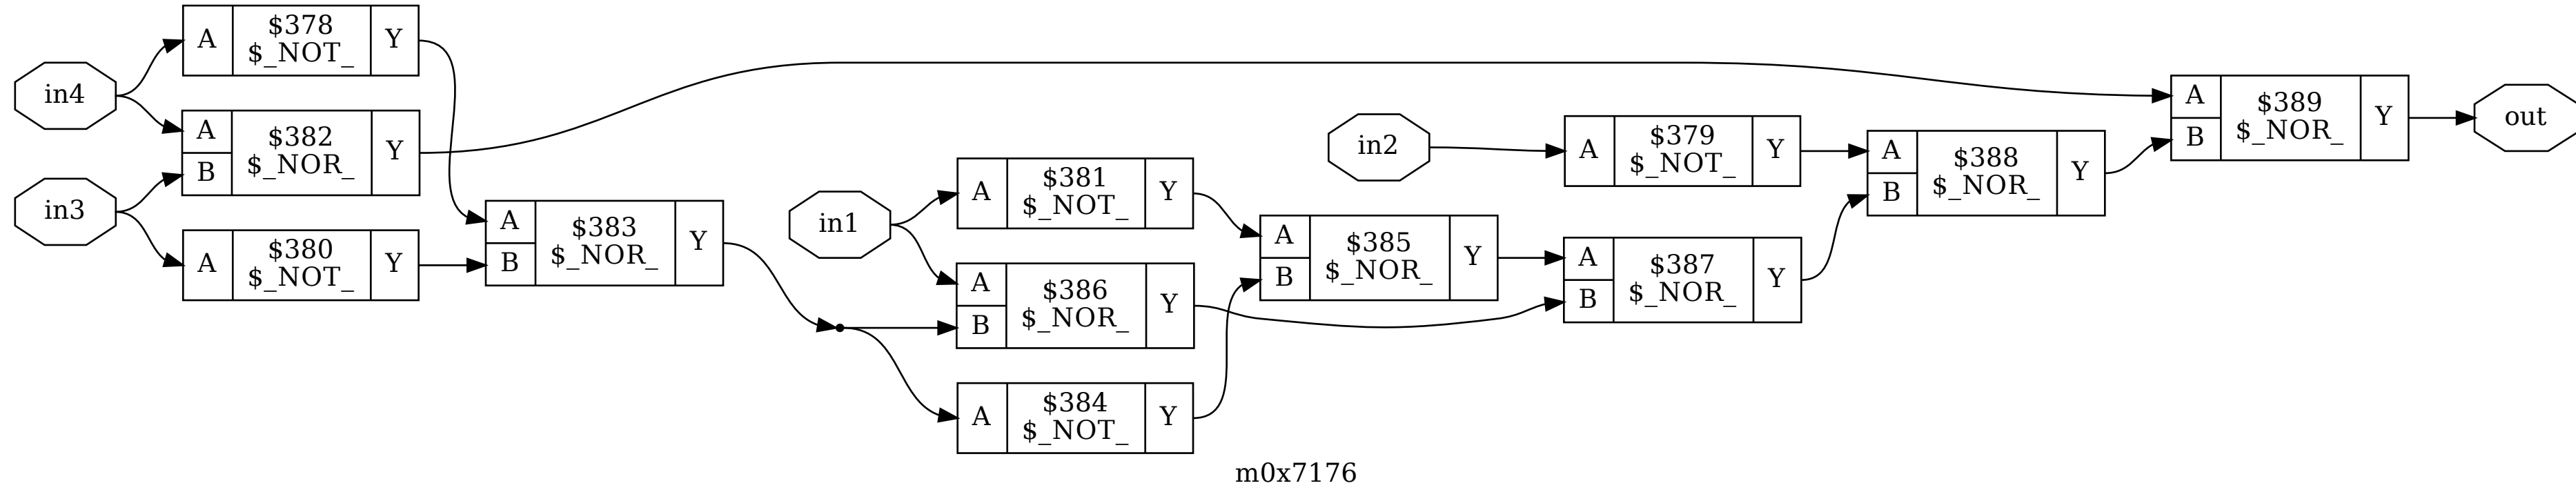 in4
in3
A $378 $_NOT_ Y
A B $382 $_NOR_ Y
A $380 $_NOT_ Y
A B $383 $_NOR_ Y
in1
A $381 $_NOT_ Y
A B $386 $_NOR_ Y
A $384 $_NOT_ Y
A B $385 $_NOR_ Y
in2
A $379 $_NOT_ Y
A B $387 $_NOR_ Y
A B $388 $_NOR_ Y
A B $389 $_NOR_ Y
out
m0x7176